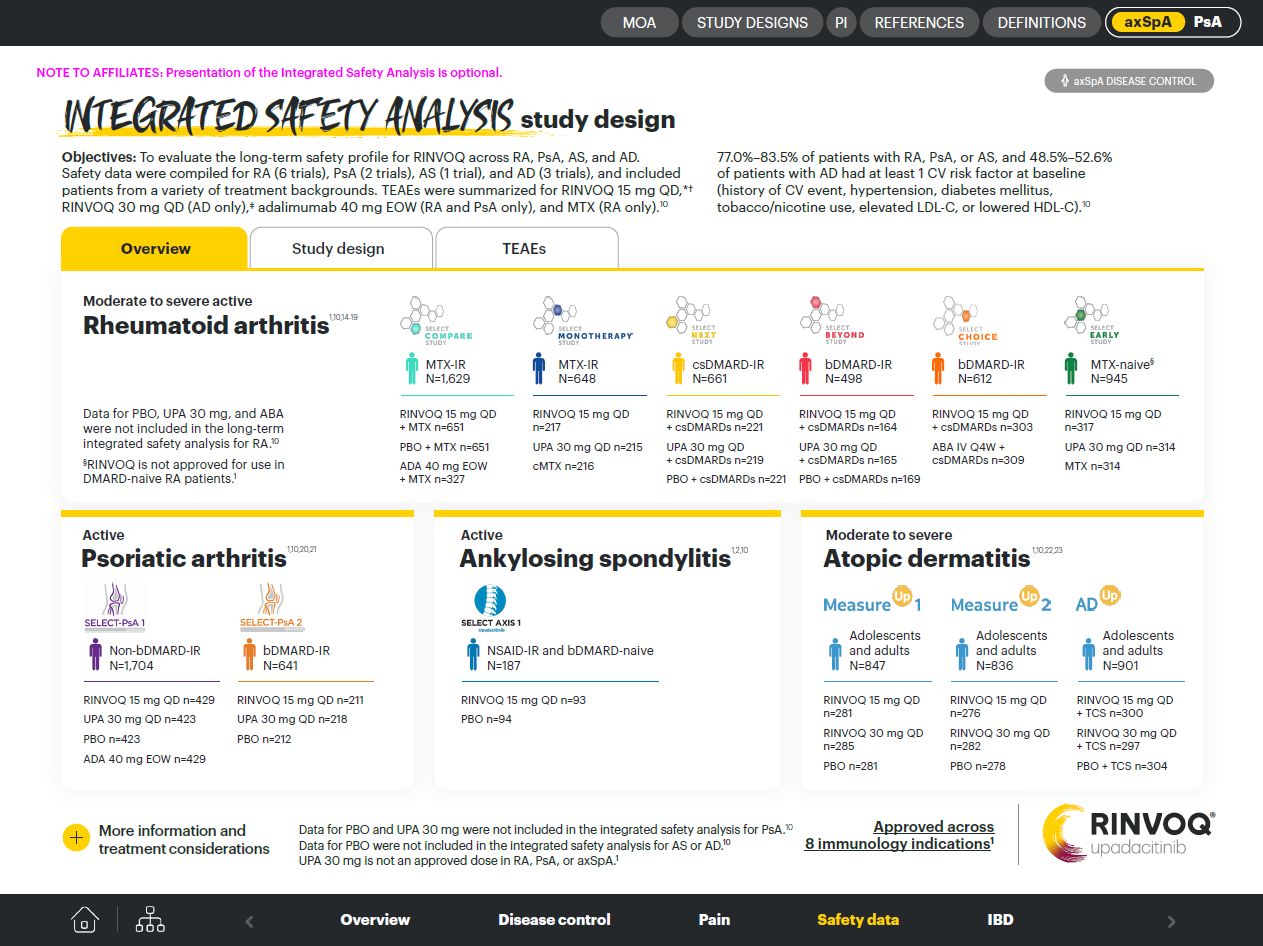 MOA
STUDY DESIGNS
PI
REFERENCES
DEFINITIONS
axSpA
PsA
NOTE TO AFFILIATES: Presentation of the Integrated Safety Analysis is optional.
axSpA DISEASE CONTROL
INTEGRATED SAFETY ANALYSIS study design
Objectives: To evaluate the long-term safety profile for RINVOQ across RA, PsA, AS, and AD.
Safety data were compiled for RA (6 trials), PsA (2 trials), AS (1 trial), and AD (3 trials), and included
patients from a variety of treatment backgrounds. TEAEs were summarized for RINVOQ 15 mg QD,*†
RINVOQ 30 mg QD (AD only),‡ adalimumab 40 mg EOW (RA and PsA only), and MTX (RA only).¹⁰
77.0%–83.5% of patients with RA, PsA, or AS, and 48.5%–52.6%
of patients with AD had at least 1 CV risk factor at baseline
(history of CV event, hypertension, diabetes mellitus,
tobacco/nicotine use, elevated LDL-C, or lowered HDL-C).¹⁰
Overview
Study design
TEAEs
Moderate to severe active
Rheumatoid arthritis¹,¹⁰,¹⁴⁻¹⁹
Data for PBO, UPA 30 mg, and ABA
were not included in the long-term
integrated safety analysis for RA.¹⁰
§RINVOQ is not approved for use in
DMARD-naive RA patients.¹
SELECT
COMPARE
STUDY
MTX-IR
N=1,629
RINVOQ 15 mg QD
+ MTX n=651
PBO + MTX n=651
ADA 40 mg EOW
+ MTX n=327
SELECT
MONOTHERAPY
STUDY
MTX-IR
N=648
RINVOQ 15 mg QD
n=217
UPA 30 mg QD n=215
cMTX n=216
SELECT
NEXT
STUDY
csDMARD-IR
N=661
RINVOQ 15 mg QD
+ csDMARDs n=221
UPA 30 mg QD
+ csDMARDs n=219
PBO + csDMARDs n=221
SELECT
BEYOND
STUDY
bDMARD-IR
N=498
RINVOQ 15 mg QD
+ csDMARDs n=164
UPA 30 mg QD
+ csDMARDs n=165
PBO + csDMARDs n=169
SELECT
CHOICE
STUDY
bDMARD-IR
N=612
RINVOQ 15 mg QD
+ csDMARDs n=303
ABA IV Q4W +
csDMARDs n=309
SELECT
EARLY
STUDY
MTX-naive§
N=945
RINVOQ 15 mg QD
n=317
UPA 30 mg QD n=314
MTX n=314
Active
Psoriatic arthritis¹,¹⁰,²⁰,²¹
SELECT-PsA 1
Non-bDMARD-IR
N=1,704
RINVOQ 15 mg QD n=429
UPA 30 mg QD n=423
PBO n=423
ADA 40 mg EOW n=429
SELECT-PsA 2
bDMARD-IR
N=641
RINVOQ 15 mg QD n=211
UPA 30 mg QD n=218
PBO n=212
Active
Ankylosing spondylitis¹,²,¹⁰
SELECT AXIS 1
upadacitinib
NSAID-IR and bDMARD-naive
N=187
RINVOQ 15 mg QD n=93
PBO n=94
Moderate to severe
Atopic dermatitis¹,¹⁰,²²,²³
Measure Up 1
Adolescents
and adults
N=847
RINVOQ 15 mg QD
n=281
RINVOQ 30 mg QD
n=285
PBO n=281
Measure Up 2
Adolescents
and adults
N=836
RINVOQ 15 mg QD
n=276
RINVOQ 30 mg QD
n=282
PBO n=278
AD Up
Adolescents
and adults
N=901
RINVOQ 15 mg QD
+ TCS n=300
RINVOQ 30 mg QD
+ TCS n=297
PBO + TCS n=304
More information and
treatment considerations
Data for PBO and UPA 30 mg were not included in the integrated safety analysis for PsA.¹⁰
Data for PBO were not included in the integrated safety analysis for AS or AD.¹⁰
UPA 30 mg is not an approved dose in RA, PsA, or axSpA.¹
Approved across
8 immunology indications¹
RINVOQ®
upadacitinib
Overview
Disease control
Pain
Safety data
IBD